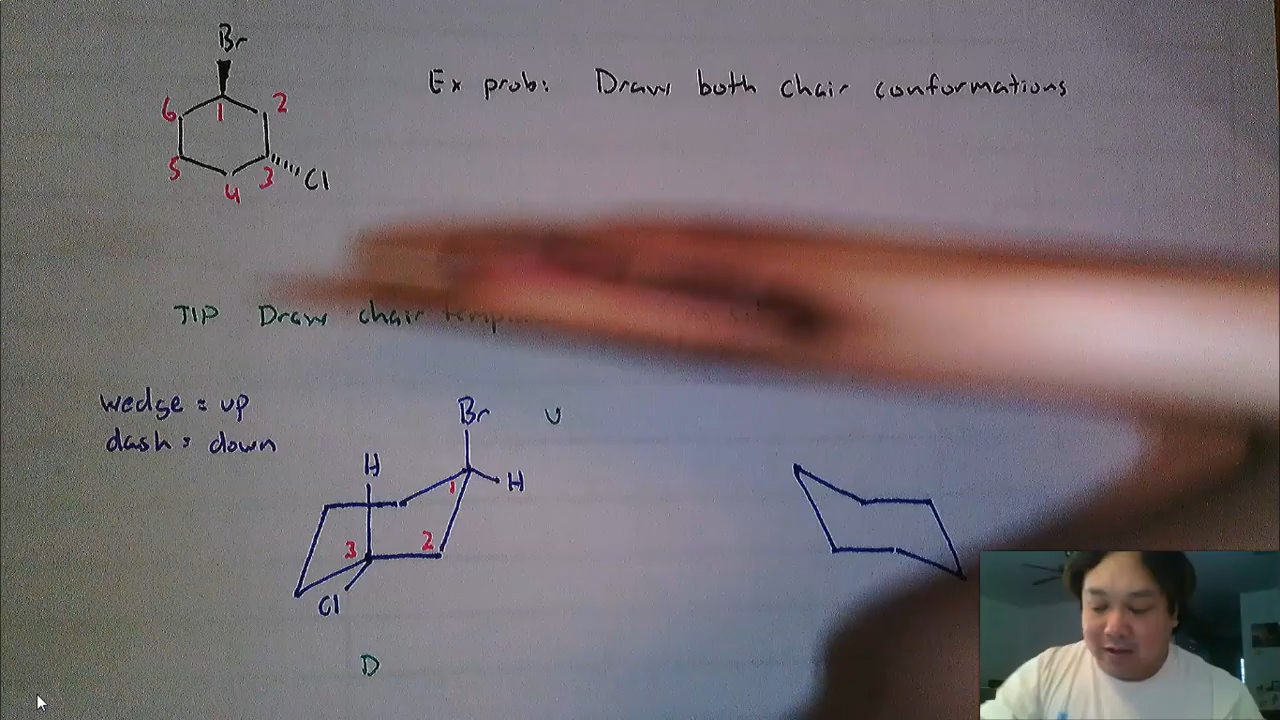 Br
6 1 2
5 4 3 Cl
Ex prob: Draw both chair conformations
TIP Draw chair
wedge = up
dash = down
Br U
H
1 H
3 2
Cl
D